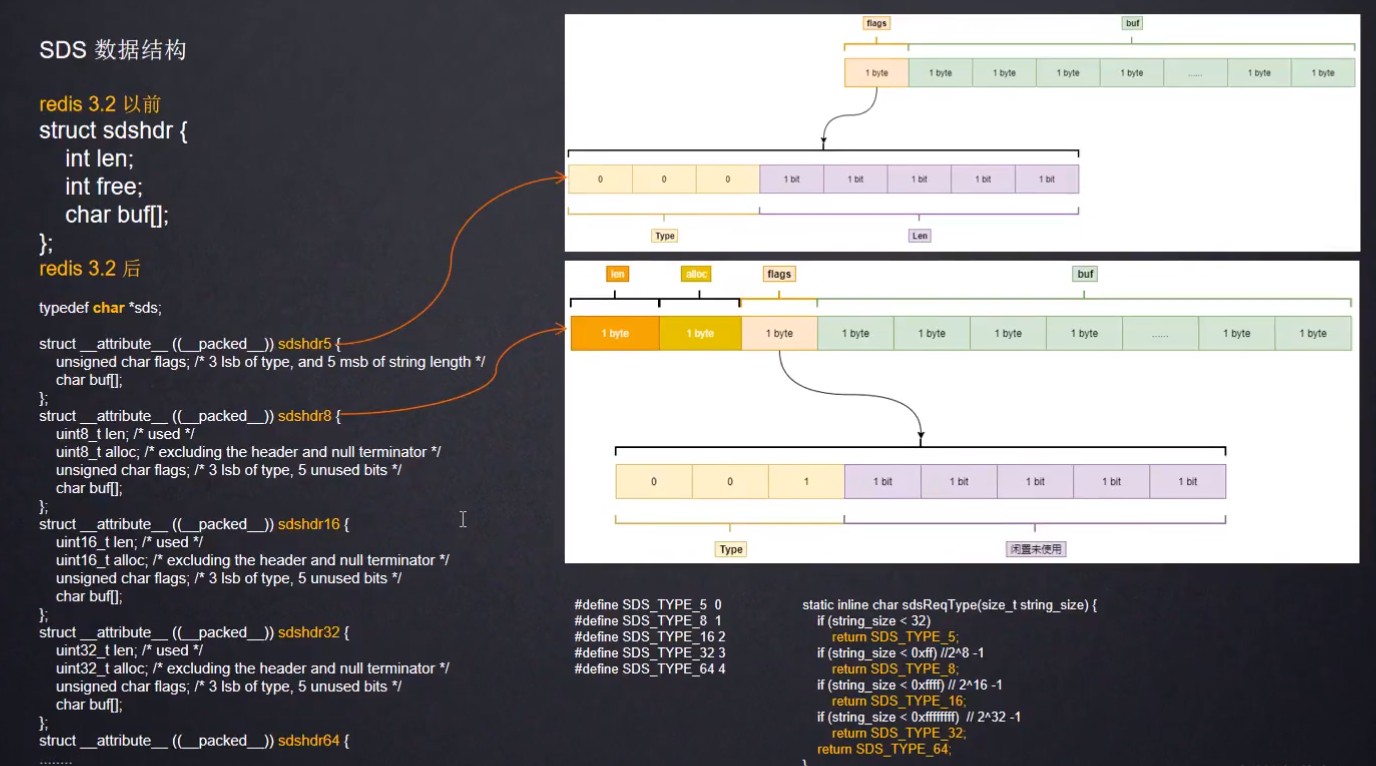 SDS 数据结构
redis 3.2 以前
struct sdshdr {
int len;
int free;
char buf[];
};
redis 3.2 后
typedef char *sds;
struct __attribute__ ((__packed__)) sdshdr5 {
unsigned char flags; /* 3 lsb of type, and 5 msb of string length */
char buf[];
};
struct __attribute__ ((__packed__)) sdshdr8 {
uint8_t len; /* used */
uint8_t alloc; /* excluding the header and null terminator */
unsigned char flags; /* 3 lsb of type, 5 unused bits */
char buf[];
};
struct __attribute__ ((__packed__)) sdshdr16 {
uint16_t len; /* used */
uint16_t alloc; /* excluding the header and null terminator */
unsigned char flags; /* 3 lsb of type, 5 unused bits */
char buf[];
};
struct __attribute__ ((__packed__)) sdshdr32 {
uint32_t len; /* used */
uint32_t alloc; /* excluding the header and null terminator */
unsigned char flags; /* 3 lsb of type, 5 unused bits */
char buf[];
};
struct __attribute__ ((__packed__)) sdshdr64 {
........
flags buf
1 byte 1 byte 1 byte 1 byte 1 byte ...... 1 byte 1 byte
0 0 0 1 bit 1 bit 1 bit 1 bit 1 bit
Type Len
len alloc flags buf
1 byte 1 byte 1 byte 1 byte 1 byte 1 byte 1 byte ...... 1 byte 1 byte
0 0 1 1 bit 1 bit 1 bit 1 bit 1 bit
Type 闲置未使用
#define SDS_TYPE_5 0
#define SDS_TYPE_8 1
#define SDS_TYPE_16 2
#define SDS_TYPE_32 3
#define SDS_TYPE_64 4
static inline char sdsReqType(size_t string_size) {
if (string_size < 32)
return SDS_TYPE_5;
if (string_size < 0xff) //2^8 -1
return SDS_TYPE_8;
if (string_size < 0xffff) // 2^16 -1
return SDS_TYPE_16;
if (string_size < 0xffffffff) // 2^32 -1
return SDS_TYPE_32;
return SDS_TYPE_64;
}